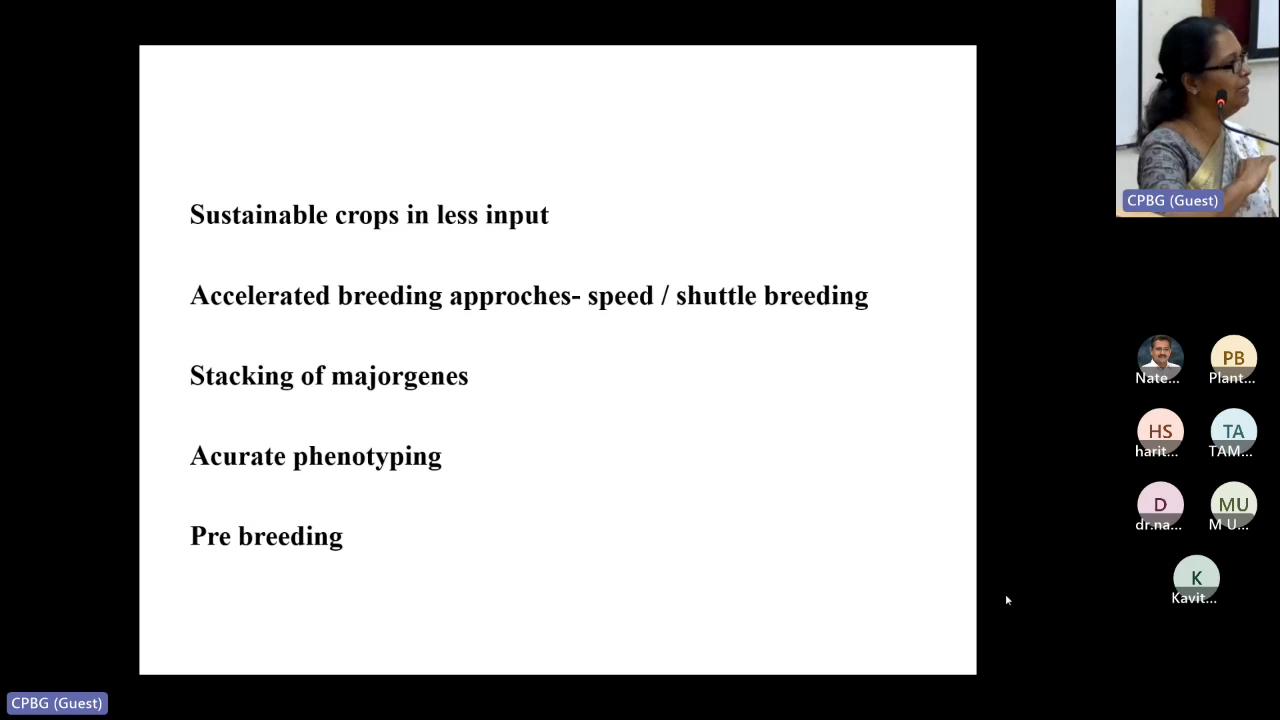 Sustainable crops in less input
Accelerated breeding approches- speed / shuttle breeding
Stacking of majorgenes
Acurate phenotyping
Pre breeding
CPBG (Guest)
Nate...
PB
Plant...
HS
harit...
TA
TAM...
D
dr.na...
MU
M U...
K
Kavit...
CPBG (Guest)